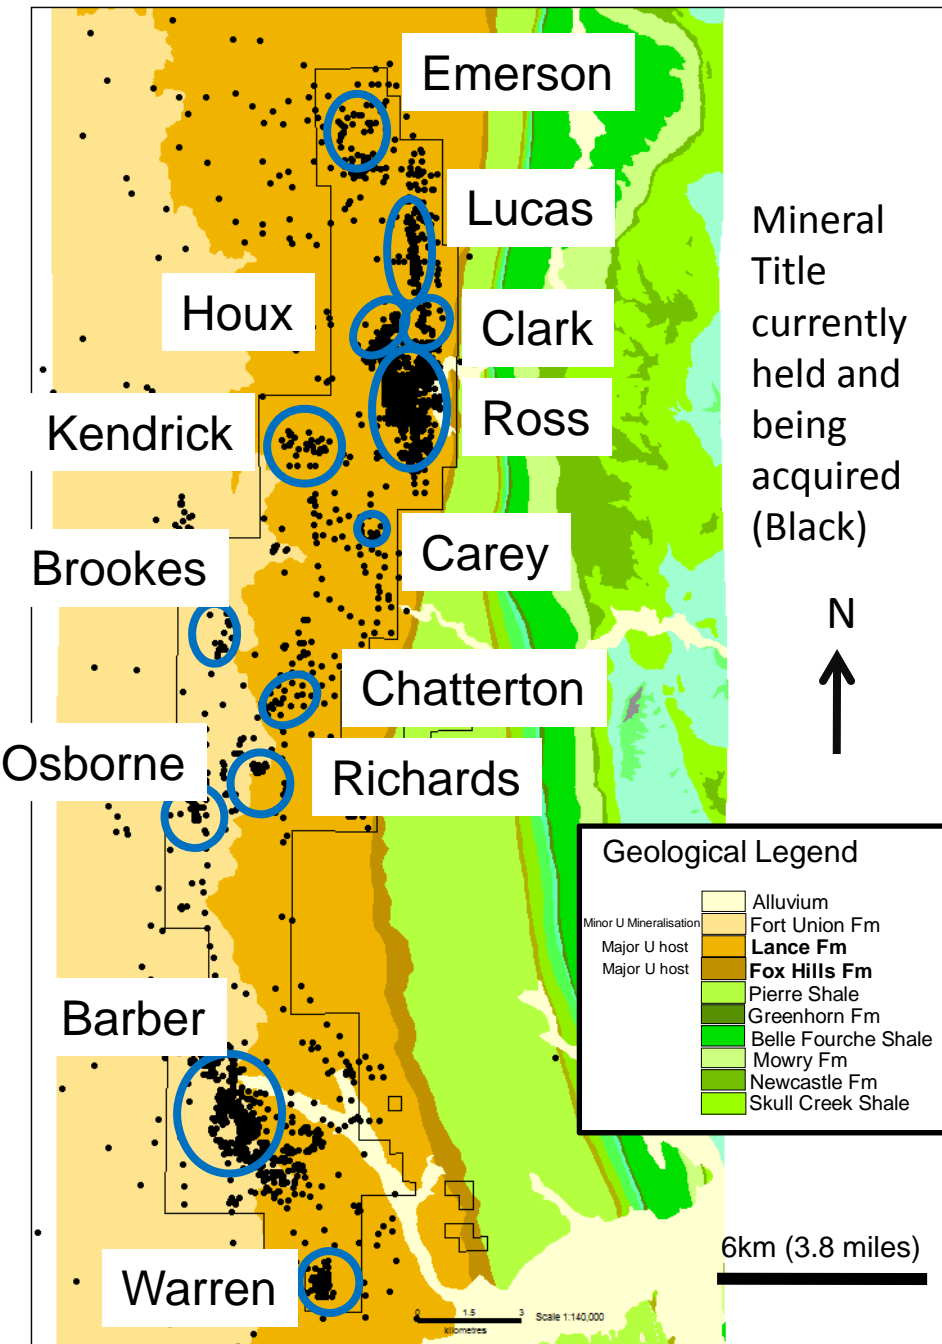 Emerson
Lucas
Houx
Clark
Ross
Kendrick
Carey
Brookes
Chatterton
Osborne
Richards
Barber
Warren
Mineral
Title
currently
held and
being
acquired
(Black)
N
Geological Legend
Alluvium
Minor U Mineralisation Fort Union Fm
Major U host Lance Fm
Major U host Fox Hills Fm
Pierre Shale
Greenhorn Fm
Belle Fourche Shale
Mowry Fm
Newcastle Fm
Skull Creek Shale
6km (3.8 miles)
0 1.5 3 Scale 1:140,000
kilometres